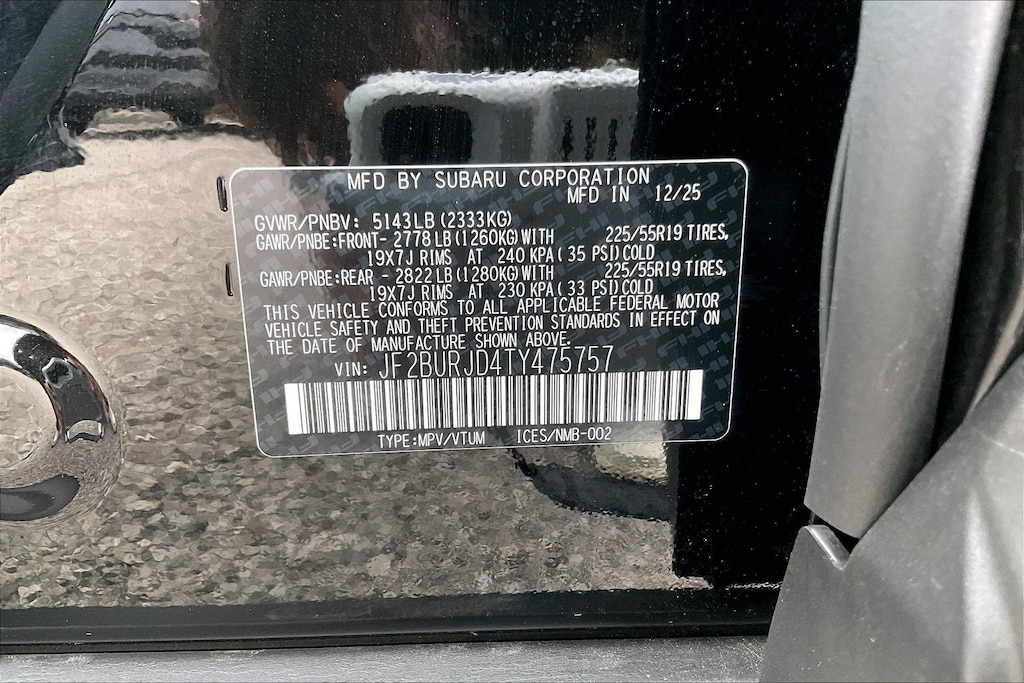 MFD BY SUBARU CORPORATION
MFD IN 12/25
GVWR/PNBV: 5143LB (2333KG)
GAWR/PNBE:FRONT- 2778 LB (1260KG) WITH 225/55R19 TIRES,
19X7J RIMS AT 240 KPA ( 35 PSI) COLD
GAWR/PNBE:REAR - 2822 LB (1280KG) WITH 225/55R19 TIRES,
19X7J RIMS AT 230 KPA ( 33 PSI) COLD
THIS VEHICLE CONFORMS TO ALL APPLICABLE FEDERAL MOTOR
VEHICLE SAFETY AND THEFT PREVENTION STANDARDS IN EFFECT ON
THE DATE OF MANUFACTURE SHOWN ABOVE.
VIN: JF2BURJD4TY475757
TYPE:MPV/VTUM ICES/NMB-002